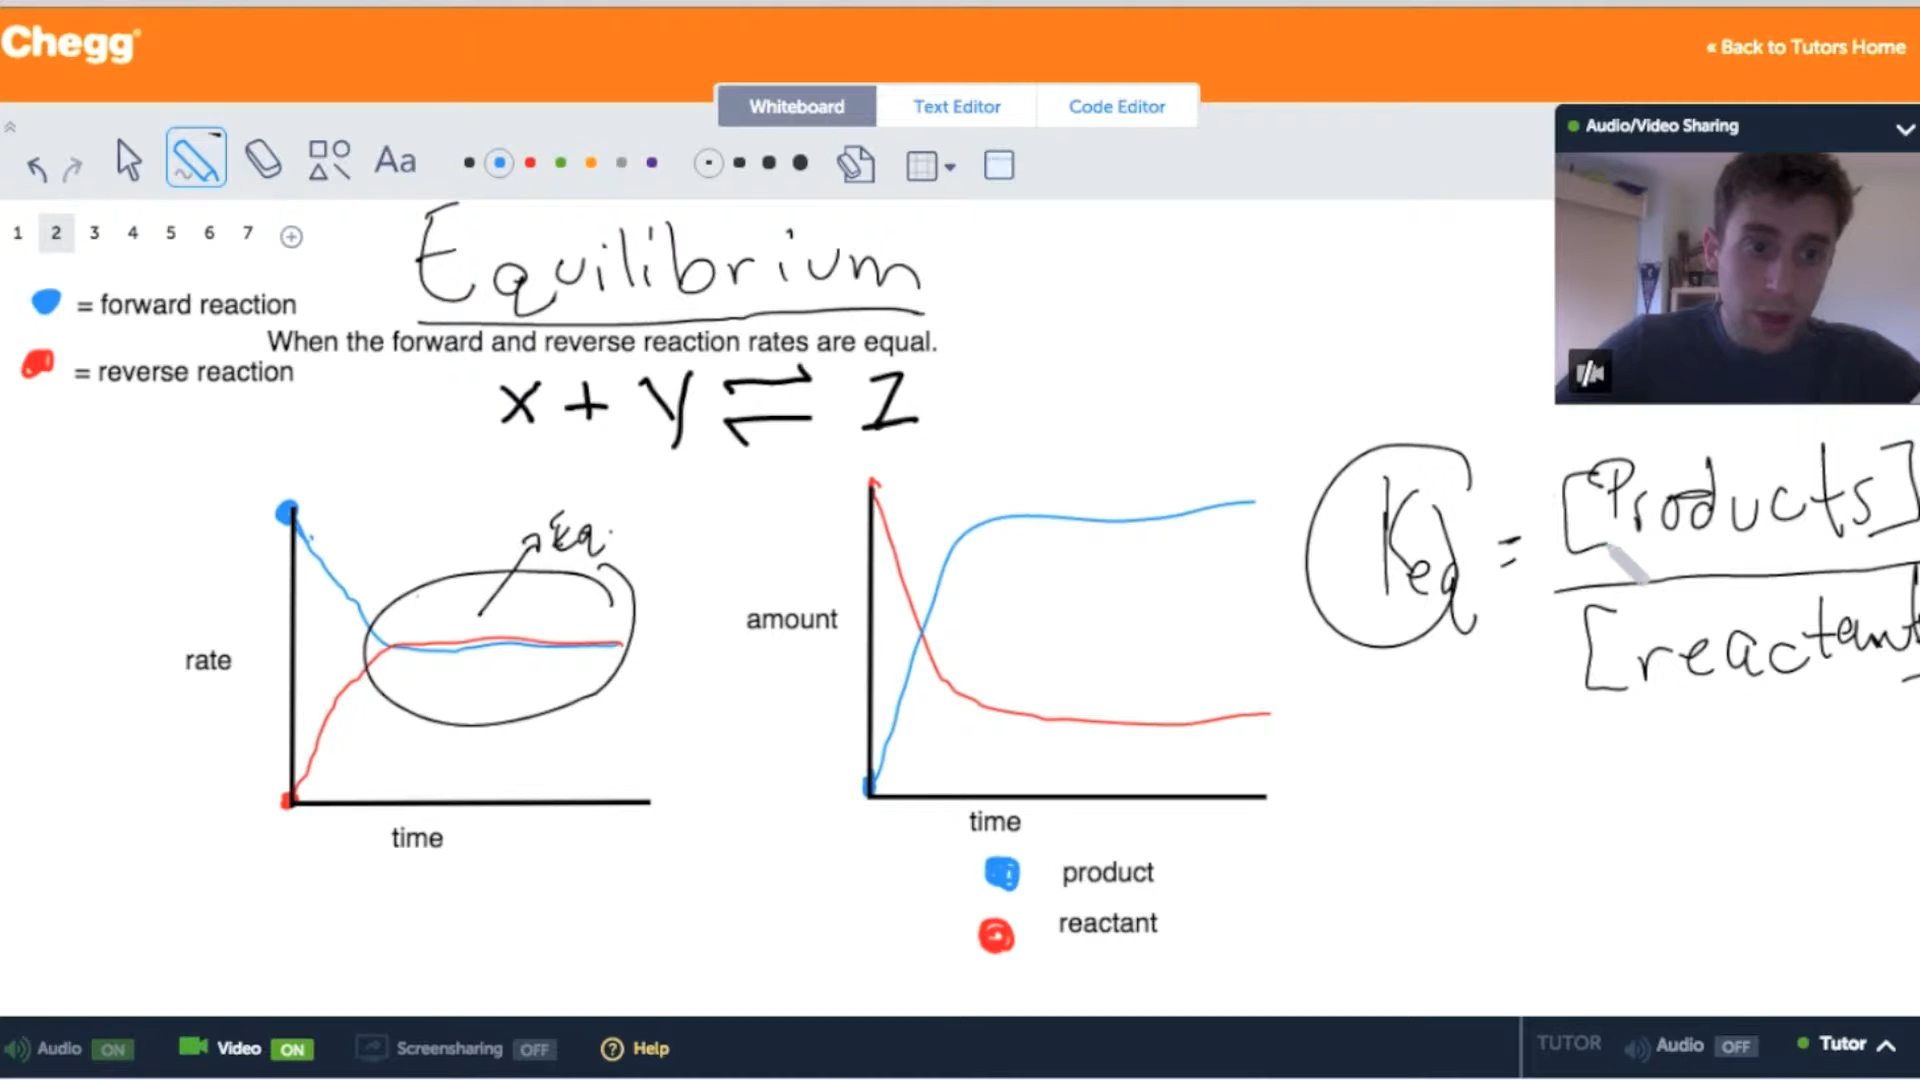 Chegg
« Back to Tutors Home
Whiteboard Text Editor Code Editor
Audio/Video Sharing
Aa
1 2 3 4 5 6 7
Equilibrium
= forward reaction
When the forward and reverse reaction rates are equal.
= reverse reaction
x + y ⇌ z
Eq.
rate
time
amount
time
product
reactant
Keq = [Products]
[reactant
Audio ON Video ON Screensharing OFF Help
TUTOR Audio OFF Tutor